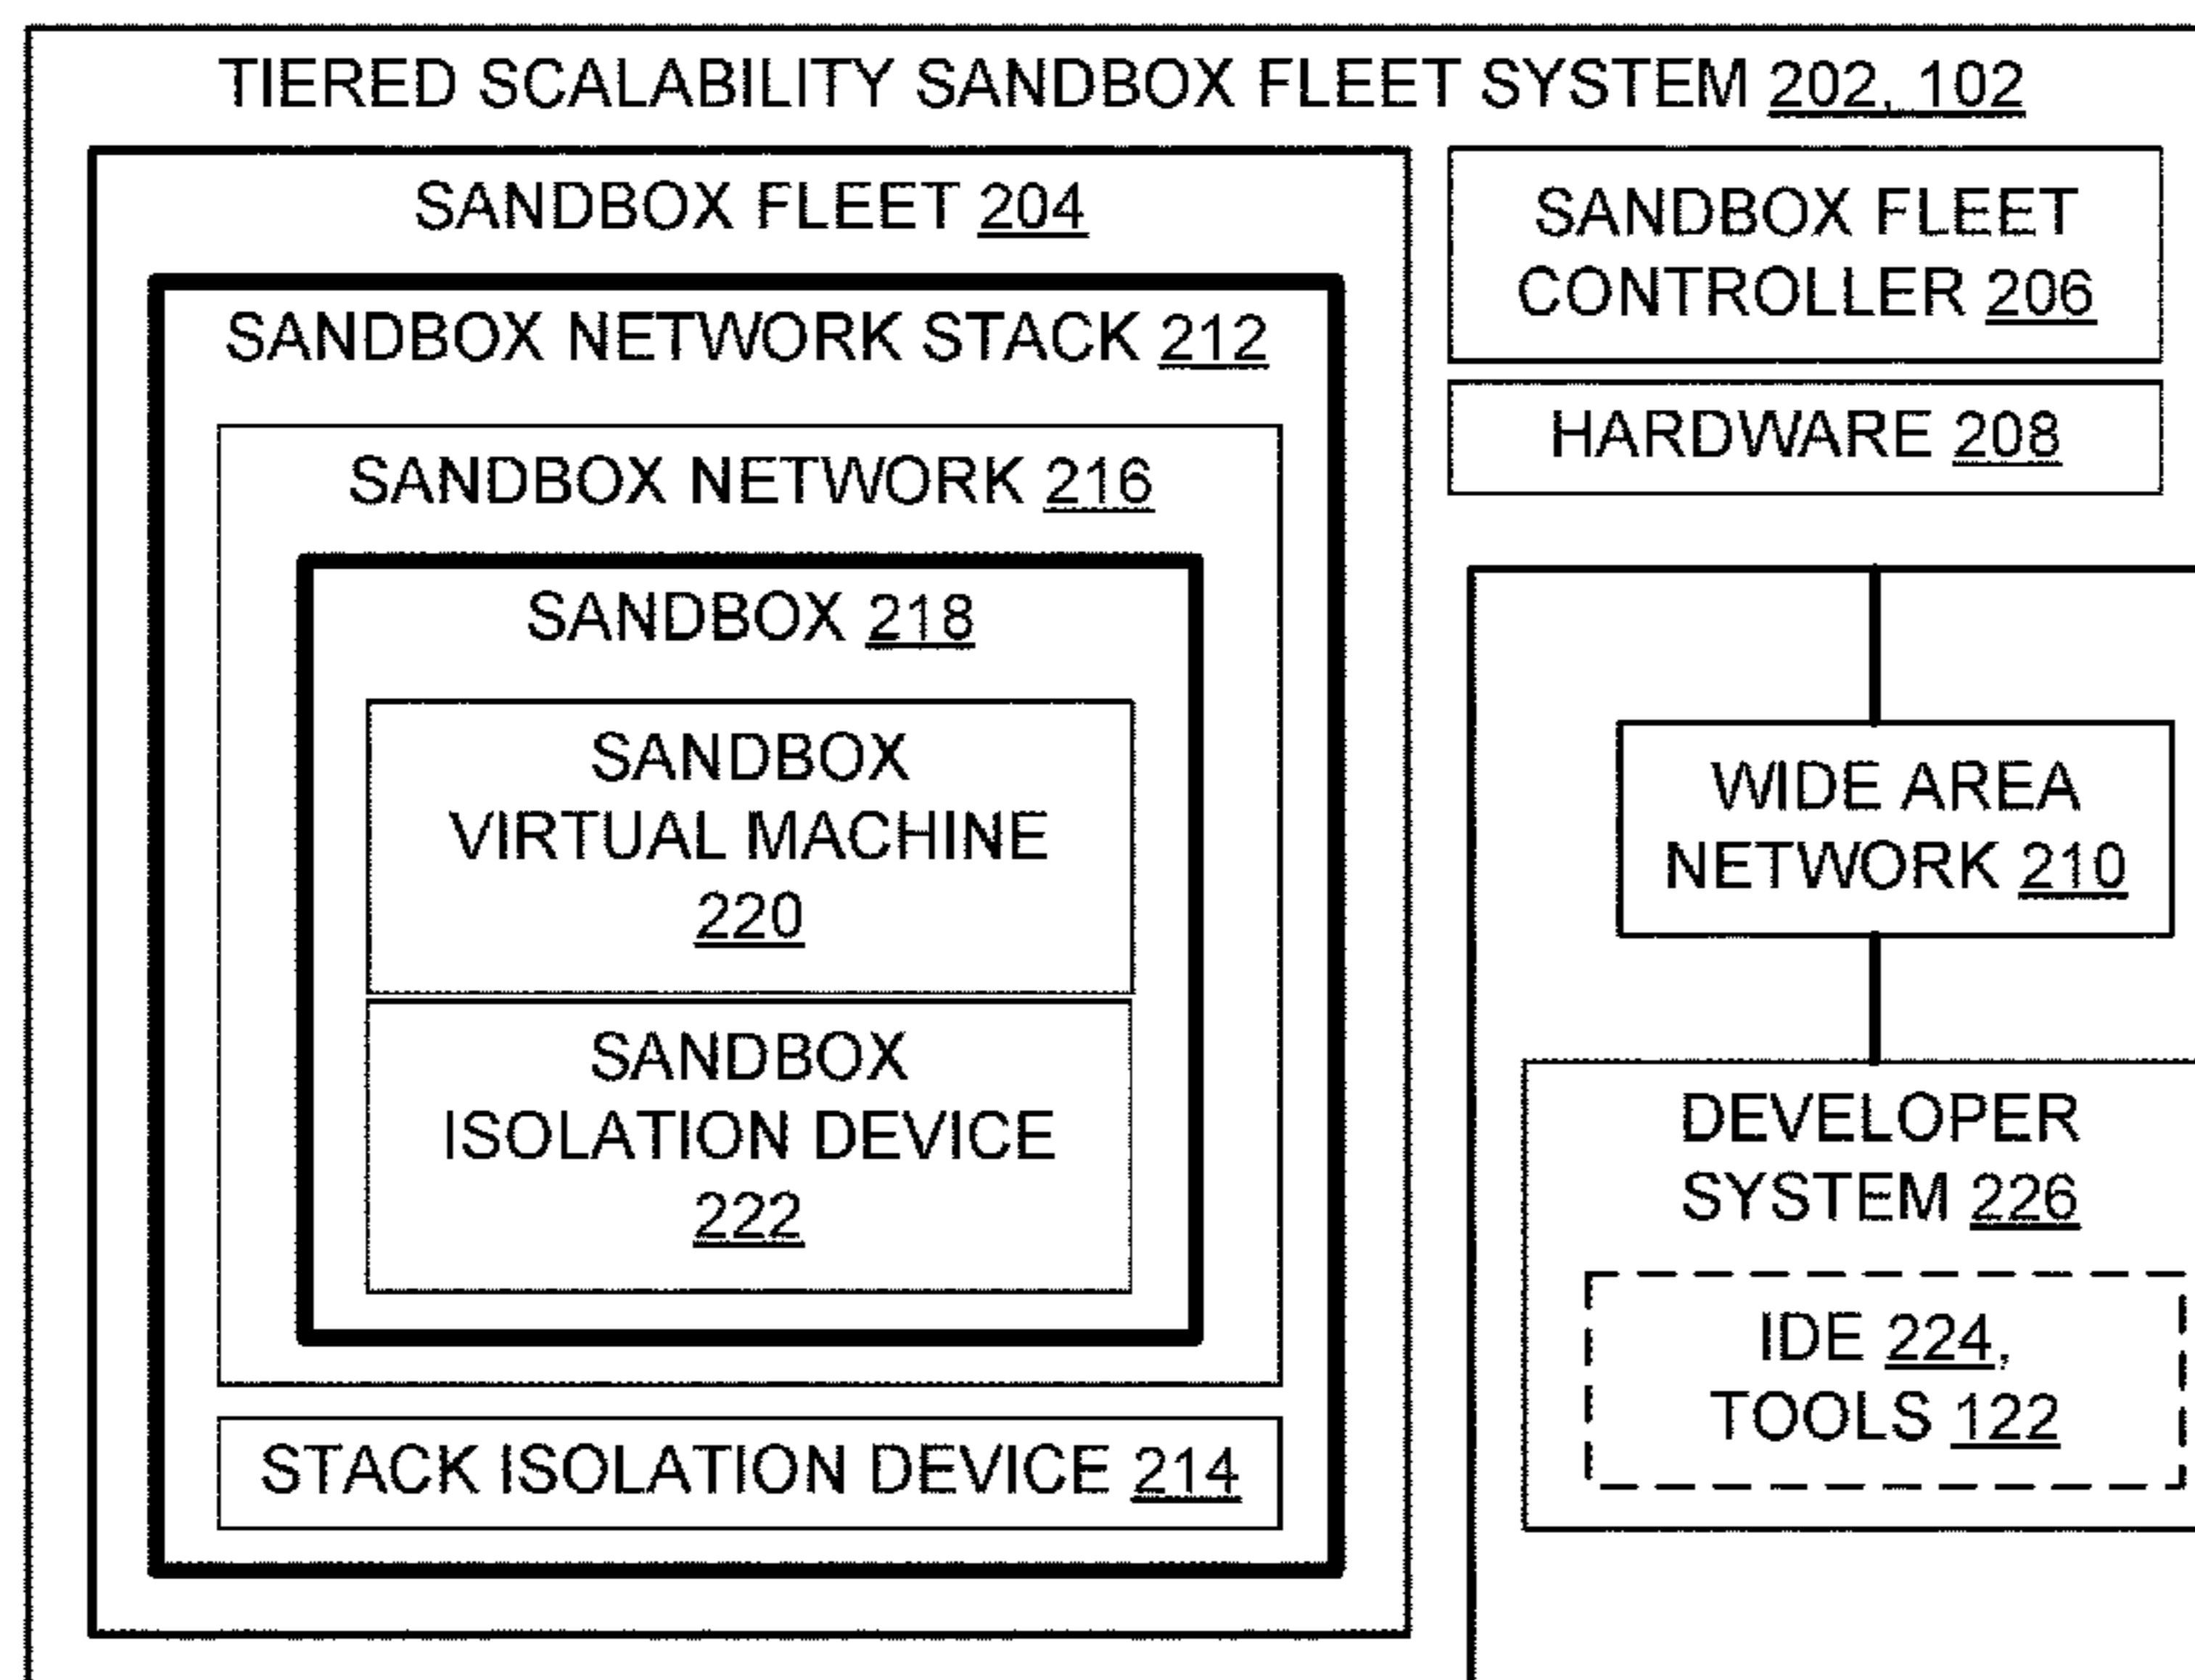 TIERED SCALABILITY SANDBOX FLEET SYSTEM 202, 102
SANDBOX FLEET 204
SANDBOX NETWORK STACK 212
SANDBOX NETWORK 216
SANDBOX 218
SANDBOX
VIRTUAL MACHINE
220
SANDBOX
ISOLATION DEVICE
222
STACK ISOLATION DEVICE 214
SANDBOX FLEET
CONTROLLER 206
HARDWARE 208
WIDE AREA
NETWORK 210
DEVELOPER
SYSTEM 226
IDE 224,
TOOLS 122